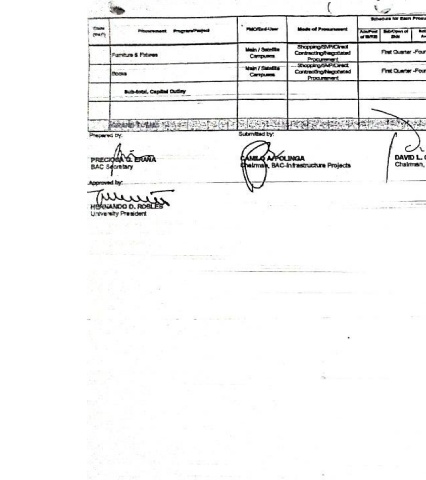 Schedule for Each Procu
Code (PAP) Procurement Program/Project PMO/End-User Mode of Procurement Ads/Post of IB/REI Sub/Open of Bids
Furniture & Fixtures Main / Satellite Campuses Shopping/SVP/Direct Contracting/Negotiated Procurement First Quarter -Four
Books Main / Satellite Campuses Shopping/SVP/Direct Contracting/Negotiated Procurement First Quarter -Four
Sub-total, Capital Outlay
Prepared by: Submitted by:
PRECIOSA G. ERAÑA CAMILO A. POLINGA DAVID L.
BAC Secretary Chairman, BAC-Infrastructure Projects Chairman,
Approved by:
HERNANDO D. ROBLES
University President